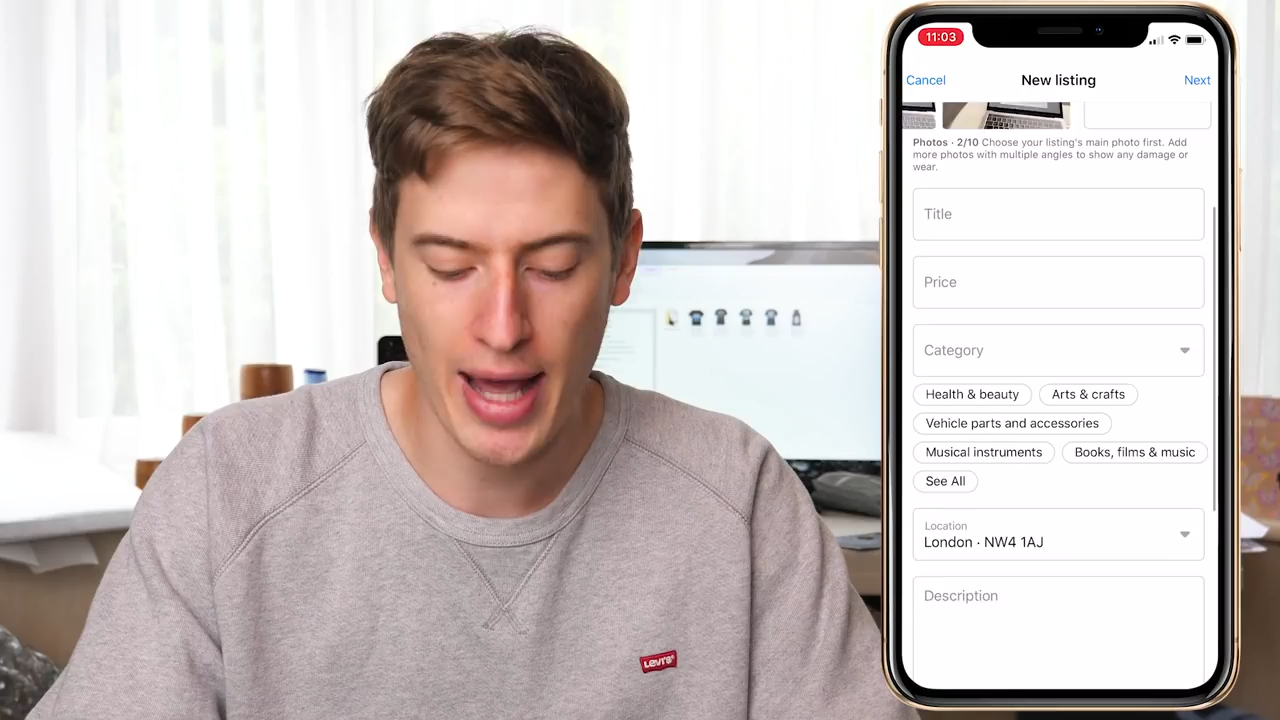 11:03
Cancel
New listing
Next
Photos · 2/10 Choose your listing's main photo first. Add
more photos with multiple angles to show any damage or
wear.
Title
Price
Category
Health & beauty
Arts & crafts
Vehicle parts and accessories
Musical instruments
Books, films & music
See All
Location
London · NW4 1AJ
Description
Levi's